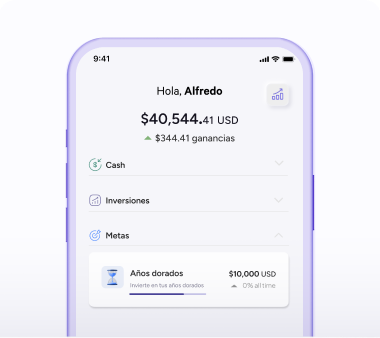 9:41
Hola, Alfredo
$40,544.41 USD
$344.41 ganancias
Cash
Inversiones
Metas
Años dorados
$10,000 USD
Invierte en tus años dorados
0% all time